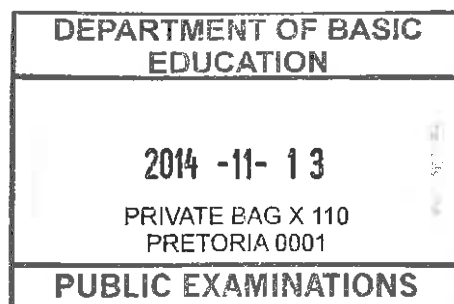 DEPARTMENT OF BASIC
EDUCATION
2014 -11- 13
PRIVATE BAG X 110
PRETORIA 0001
PUBLIC EXAMINATIONS